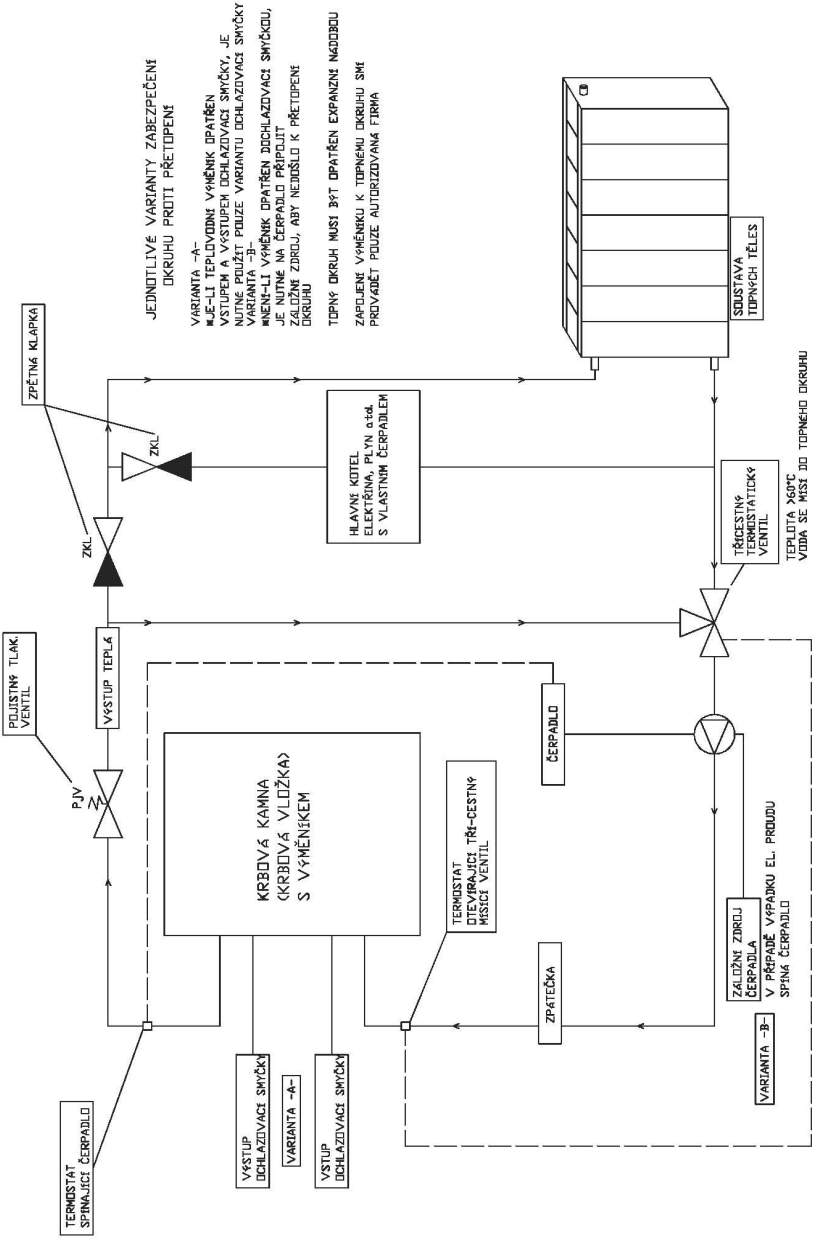 TERMOSTAT
SPÍNAJÍCÍ ČERPADLO
POJISTNÝ TLAK.
VENTIL
PJV
VÝSTUP TEPLÁ
ZPĚTNÁ KLAPKA
ZKL
ZKL
JEDNOTLIVÉ VARIANTY ZABEZPEČENÍ
OKRUHU PROTI PŘETOPENÍ
VARIANTA -A-
*JE-LI TEPLOVODNÍ VÝMĚNÍK OPATŘEN
VSTUPEM A VÝSTUPEM OCHLAZOVACÍ SMYČKY, JE
NUTNÉ POUŽÍT POUZE VARIANTU OCHLAZOVACÍ SMYČKY
VARIANTA -B-
*NENÍ-LI VÝMĚNÍK OPATŘEN DOCHLAZOVACÍ SMYČKOU,
JE NUTNÉ NA ČERPADLO PŘIPOJIT
ZÁLOŽNÍ ZDROJ, ABY NEDOŠLO K PŘETOPENÍ
OKRUHU
TOPNÝ OKRUH MUSÍ BÝT OPATŘEN EXPANZNÍ NÁDOBOU
ZAPOJENÍ VÝMĚNÍKU K TOPNÉMU OKRUHU SMÍ
PROVÁDĚT POUZE AUTORIZOVANÁ FIRMA
VÝSTUP
OCHLAZOVACÍ SMYČKY
VARIANTA -A-
VSTUP
OCHLAZOVACÍ SMYČKY
KRBOVÁ KAMNA
(KRBOVÁ VLOŽKA)
S VÝMĚNÍKEM
HLAVNÍ KOTEL
ELEKTŘINA, PLYN atd.
S VLASTNÍM ČERPADLEM
TERMOSTAT
OTEVÍRAJÍCÍ TŘÍ-CESTNÝ
MÍSÍCÍ VENTIL
ČERPADLO
ZPÁTEČKA
SOUSTAVA
TOPNÝCH TĚLES
TŘÍCESTNÝ
TERMOSTATICKÝ
VENTIL
TEPLOTA >60°C
VODA SE MÍSÍ DO TOPNÉHO OKRUHU
ZÁLOŽNÍ ZDROJ
ČERPADLA
V PŘÍPADĚ VÝPADKU EL. PROUDU
SPÍNÁ ČERPADLO
VARIANTA -B-